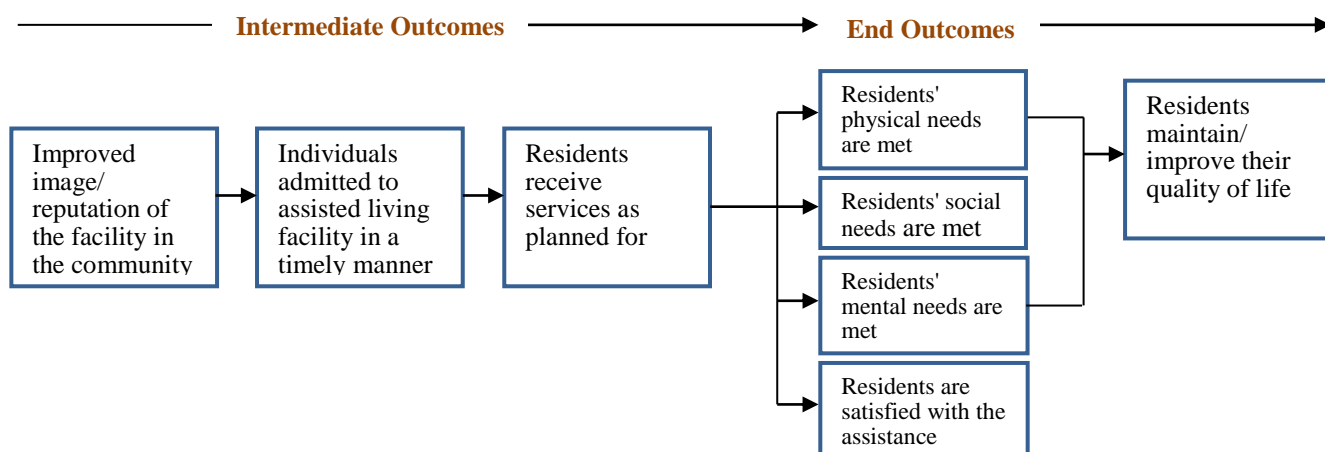 Intermediate Outcomes
End Outcomes
Improved
image/
reputation of
the facility in
the community
Individuals
admitted to
assisted living
facility in a
timely manner
Residents
receive
services as
planned for
Residents'
physical needs
are met
Residents' social
needs are met
Residents'
mental needs are
met
Residents are
satisfied with the
assistance
Residents
maintain/
improve their
quality of life